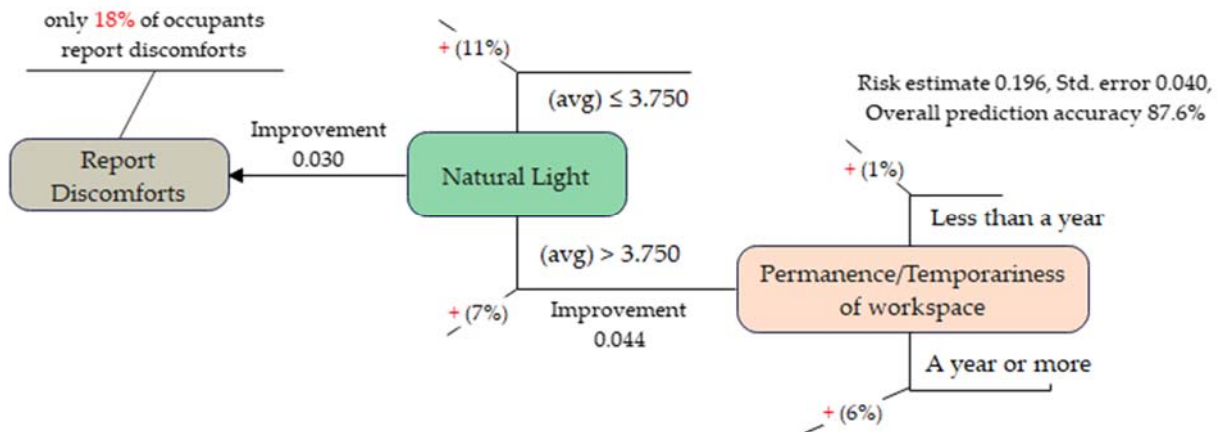 only 18% of occupants
report discomforts
+ (11%)
(avg) ≤ 3.750
Risk estimate 0.196, Std. error 0.040,
Overall prediction accuracy 87.6%
Improvement
0.030
Report
Discomforts
Natural Light
+ (1%)
Less than a year
(avg) > 3.750
Permanence/Temporariness
of workspace
+ (7%)
Improvement
0.044
A year or more
+ (6%)